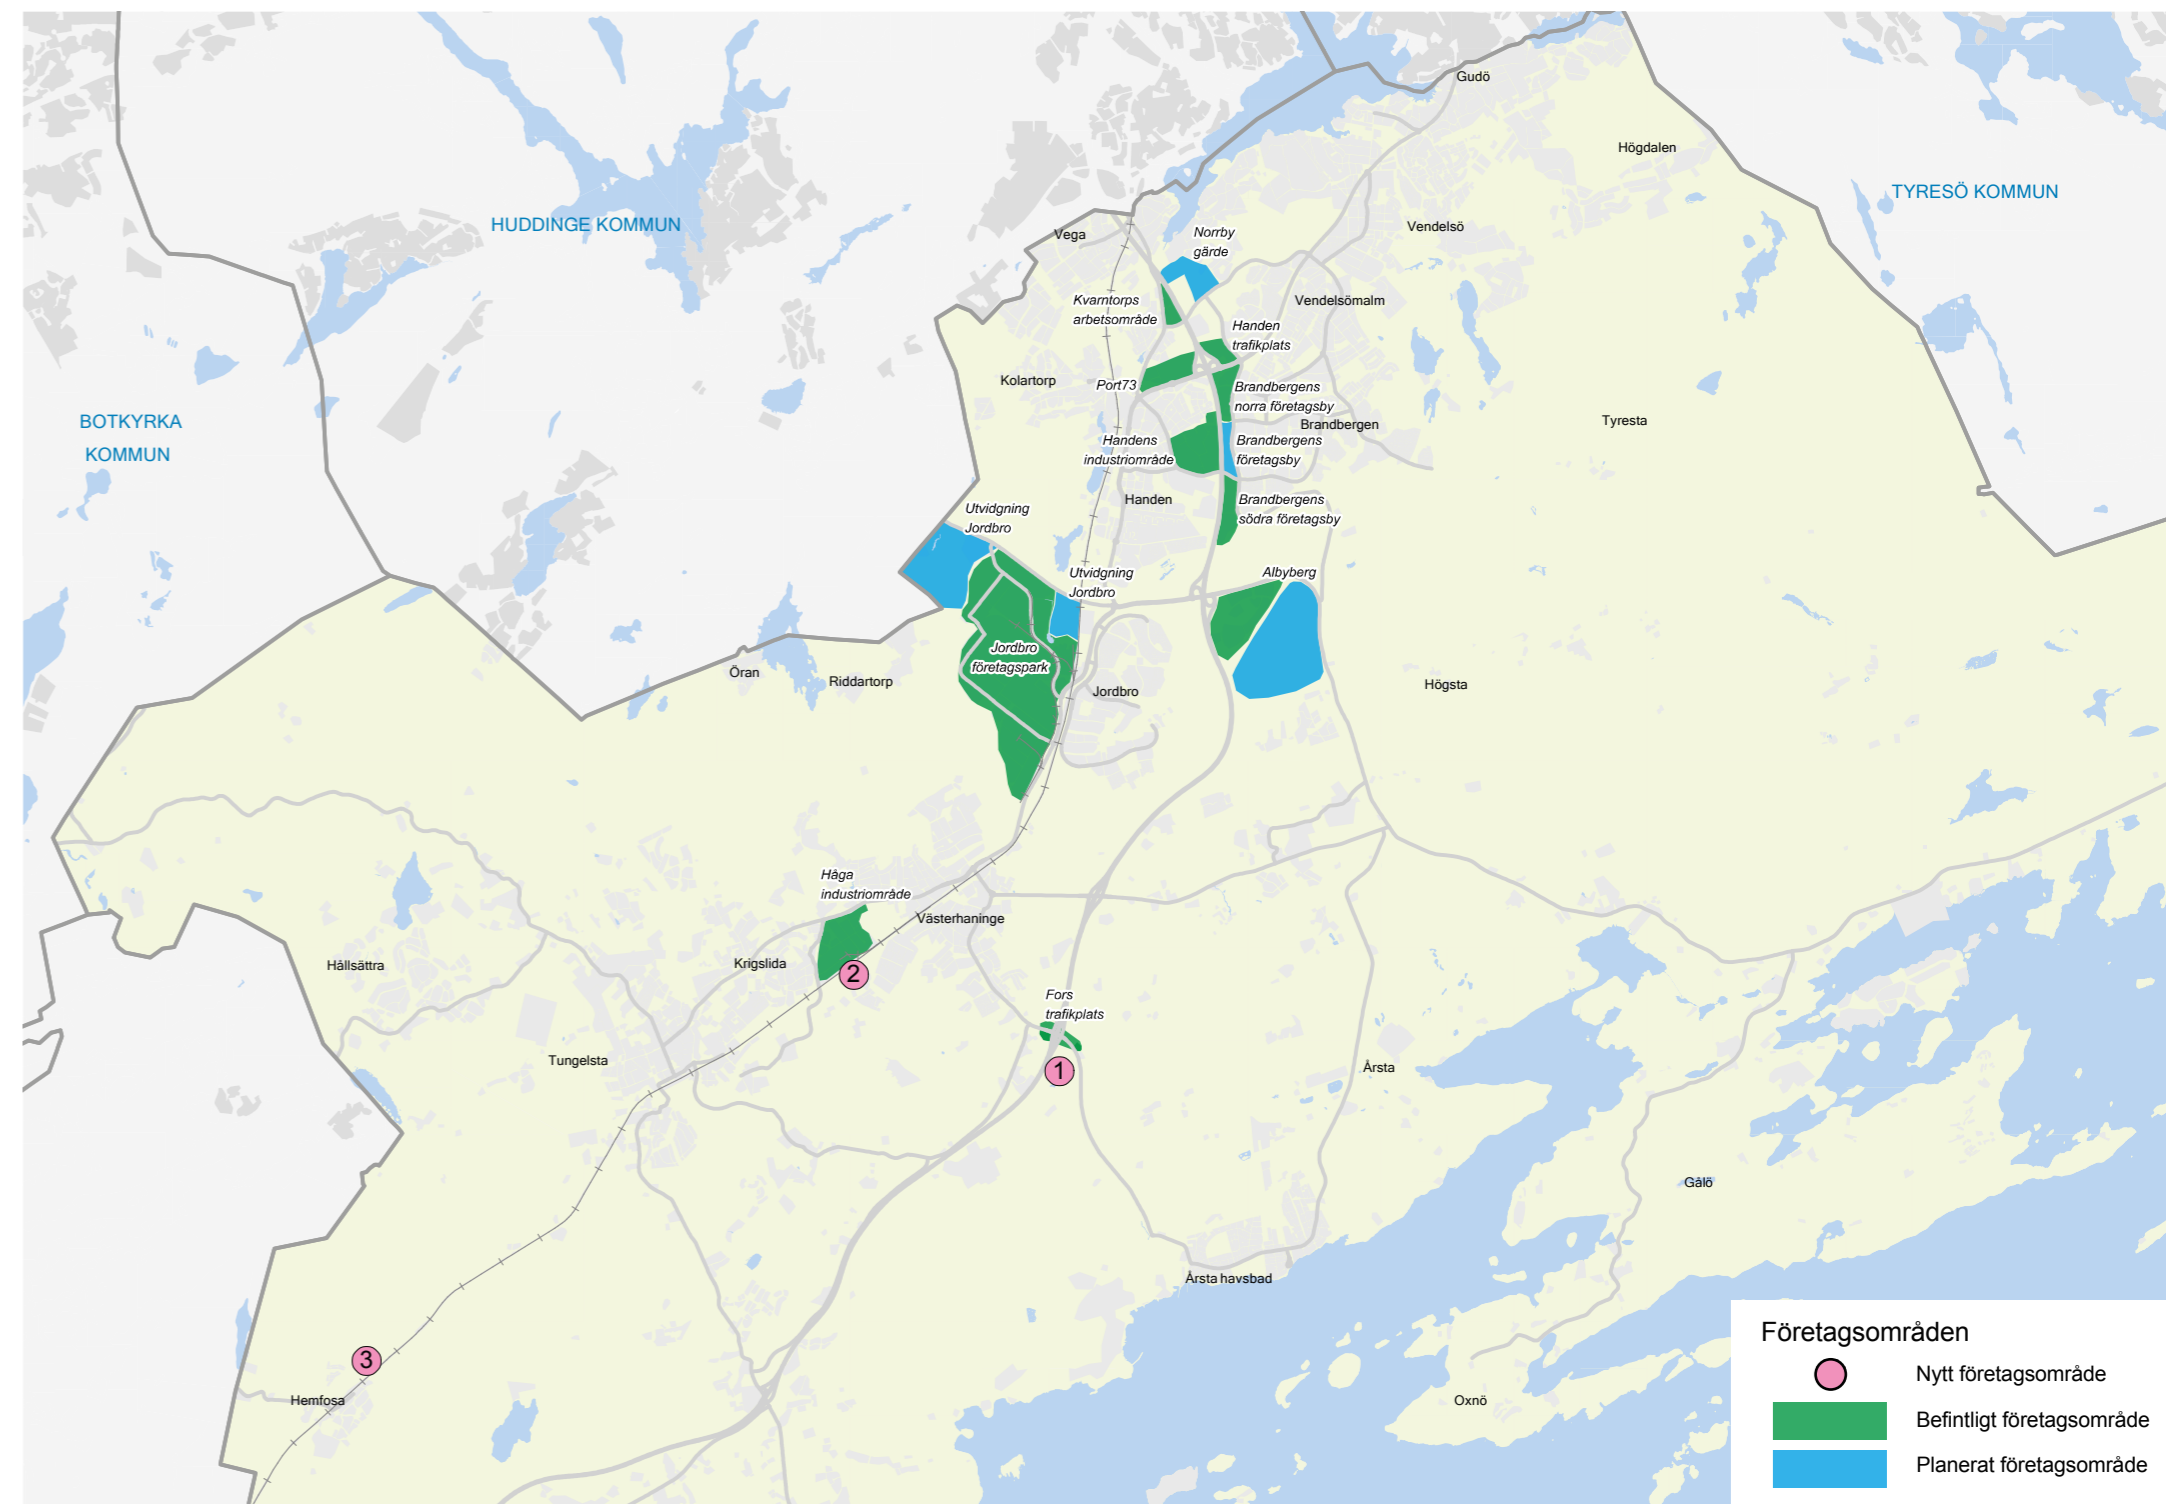 Gudö
Högdalen
TYRESÖ KOMMUN
HUDDINGE KOMMUN
Vega
Norrby
gärde
Vendelsö
Kvarntorps
arbetsområde
Vendelsömalm
Handen
trafikplats
Kolartorp
Port73
Brandbergens
norra företagsby
BOTKYRKA
KOMMUN
Tyresta
Brandbergen
Handens
industriområde
Brandbergens
företagsby
Handen
Brandbergens
södra företagsby
Utvidgning
Jordbro
Utvidgning
Jordbro
Albyberg
Jordbro
företagspark
Öran
Riddartorp
Jordbro
Högsta
Håga
industriområde
Västerhaninge
Hållsättra
Krigslida
2
Fors
trafikplats
Tungelsta
1
Årsta
Gålö
Årsta havsbad
3
Hemfosa
Oxnö
Företagsområden
Nytt företagsområde
Befintligt företagsområde
Planerat företagsområde